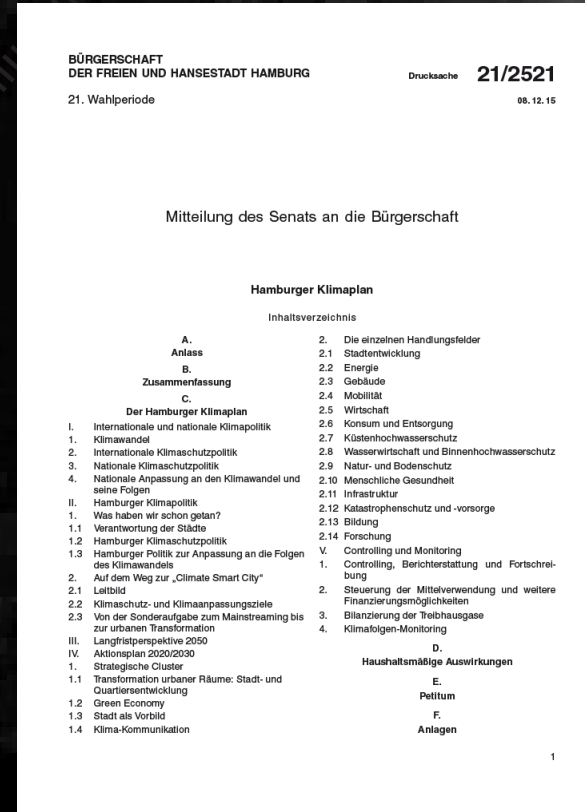 BÜRGERSCHAFT
DER FREIEN UND HANSESTADT HAMBURG
Drucksache 21/2521
21. Wahlperiode
08. 12. 15
Mitteilung des Senats an die Bürgerschaft
Hamburger Klimaplan
Inhaltsverzeichnis
A.
Anlass
B.
Zusammenfassung
C.
Der Hamburger Klimaplan
I. Internationale und nationale Klimapolitik
1. Klimawandel
2. Internationale Klimaschutzpolitik
3. Nationale Klimaschutzpolitik
4. Nationale Anpassung an den Klimawandel und
seine Folgen
II. Hamburger Klimapolitik
1. Was haben wir schon getan?
1.1 Verantwortung der Städte
1.2 Hamburger Klimaschutzpolitik
1.3 Hamburger Politik zur Anpassung an die Folgen
des Klimawandels
2. Auf dem Weg zur „Climate Smart City“
2.1 Leitbild
2.2 Klimaschutz- und Klimaanpassungsziele
2.3 Von der Sonderaufgabe zum Mainstreaming bis
zur urbanen Transformation
III. Langfristperspektive 2050
IV. Aktionsplan 2020/2030
1. Strategische Cluster
1.1 Transformation urbaner Räume: Stadt- und
Quartiersentwicklung
1.2 Green Economy
1.3 Stadt als Vorbild
1.4 Klima-Kommunikation
2. Die einzelnen Handlungsfelder
2.1 Stadtentwicklung
2.2 Energie
2.3 Gebäude
2.4 Mobilität
2.5 Wirtschaft
2.6 Konsum und Entsorgung
2.7 Küstenhochwasserschutz
2.8 Wasserwirtschaft und Binnenhochwasserschutz
2.9 Natur- und Bodenschutz
2.10 Menschliche Gesundheit
2.11 Infrastruktur
2.12 Katastrophenschutz und -vorsorge
2.13 Bildung
2.14 Forschung
V. Controlling und Monitoring
1. Controlling, Berichterstattung und Fortschrei-
bung
2. Steuerung der Mittelverwendung und weitere
Finanzierungsmöglichkeiten
3. Bilanzierung der Treibhausgase
4. Klimafolgen-Monitoring
D.
Haushaltsmäßige Auswirkungen
E.
Petitum
F.
Anlagen
1